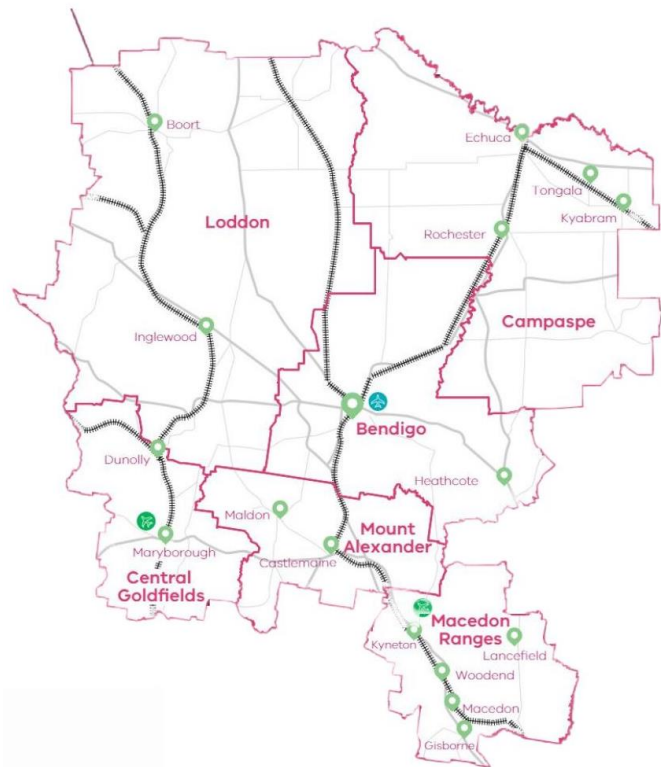 Boort
Echuca
Tongala
Kyabram
Loddon
Rochester
Campaspe
Inglewood
Bendigo
Dunolly
Heathcote
Maldon
Mount
Alexander
Maryborough
Castlemaine
Central
Goldfields
Macedon
Ranges
Kyneton
Lancefield
Woodend
Macedon
Gisborne